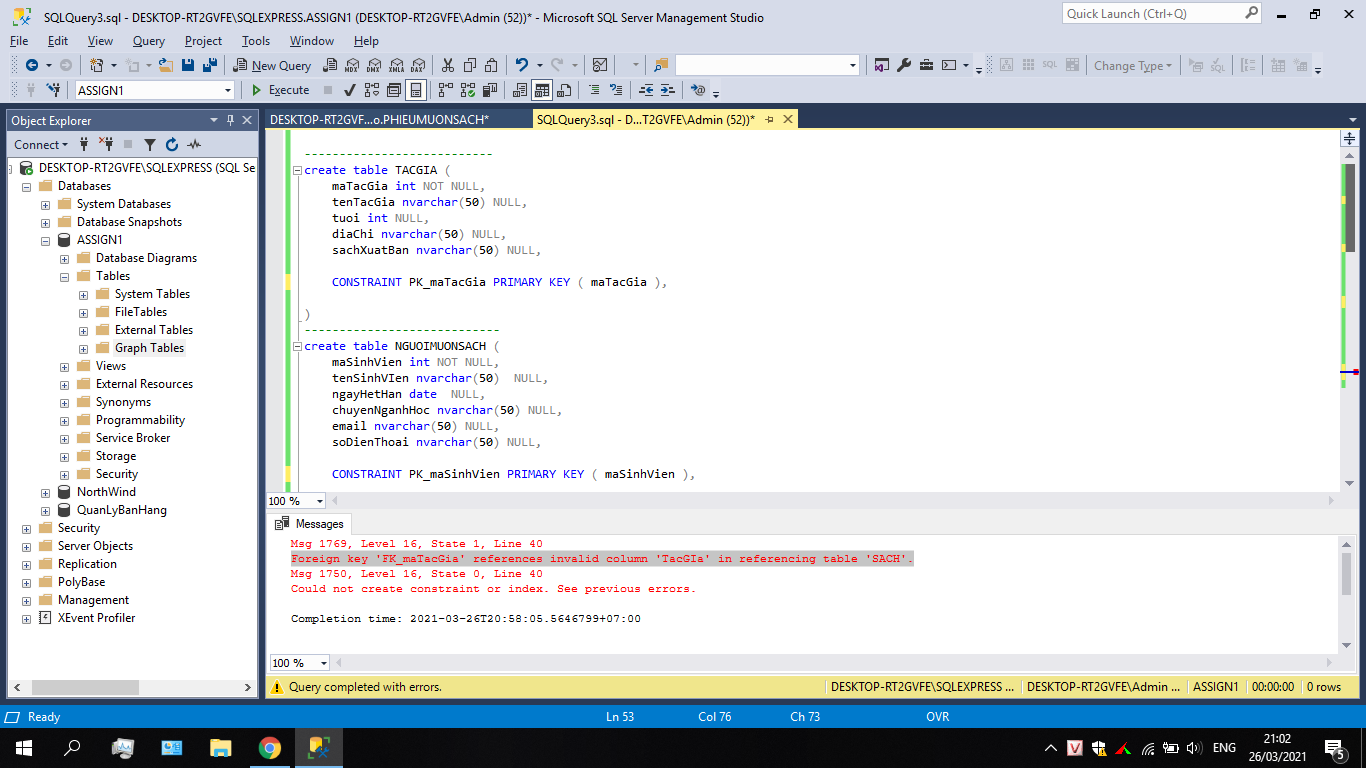 SQLQuery3.sql - DESKTOP-RT2GVFE\SQLEXPRESS.ASSIGN1 (DESKTOP-RT2GVFE\Admin (52))* - Microsoft SQL Server Management Studio
Quick Launch (Ctrl+Q)
File Edit View Query Project Tools Window Help
New Query MDX DMX XMLA DAX
Change Type
ASSIGN1 Execute
Object Explorer
DESKTOP-RT2GVF...o.PHIEUMUONSACH*
SQLQuery3.sql - D...T2GVFE\Admin (52))*
Connect
DESKTOP-RT2GVFE\SQLEXPRESS (SQL Se
Databases
System Databases
Database Snapshots
ASSIGN1
Database Diagrams
Tables
System Tables
FileTables
External Tables
Graph Tables
Views
External Resources
Synonyms
Programmability
Service Broker
Storage
Security
NorthWind
QuanLyBanHang
Security
Server Objects
Replication
PolyBase
Management
XEvent Profiler
---------------------------
create table TACGIA (
maTacGia int NOT NULL,
tenTacGia nvarchar(50) NULL,
tuoi int NULL,
diaChi nvarchar(50) NULL,
sachXuatBan nvarchar(50) NULL,
CONSTRAINT PK_maTacGia PRIMARY KEY ( maTacGia ),
)
----------------------------
create table NGUOIMUONSACH (
maSinhVien int NOT NULL,
tenSinhVIen nvarchar(50)  NULL,
ngayHetHan date  NULL,
chuyenNganhHoc nvarchar(50) NULL,
email nvarchar(50) NULL,
soDienThoai nvarchar(50) NULL,
CONSTRAINT PK_maSinhVien PRIMARY KEY ( maSinhVien ),
100 %
Messages
Msg 1769, Level 16, State 1, Line 40
Foreign key 'FK_maTacGia' references invalid column 'TacGIa' in referencing table 'SACH'.
Msg 1750, Level 16, State 0, Line 40
Could not create constraint or index. See previous errors.
Completion time: 2021-03-26T20:58:05.5646799+07:00
100 %
Query completed with errors.
DESKTOP-RT2GVFE\SQLEXPRESS ... DESKTOP-RT2GVFE\Admin ... ASSIGN1 00:00:00 0 rows
Ready Ln 53 Col 76 Ch 73 OVR
ENG
21:02
26/03/2021
5